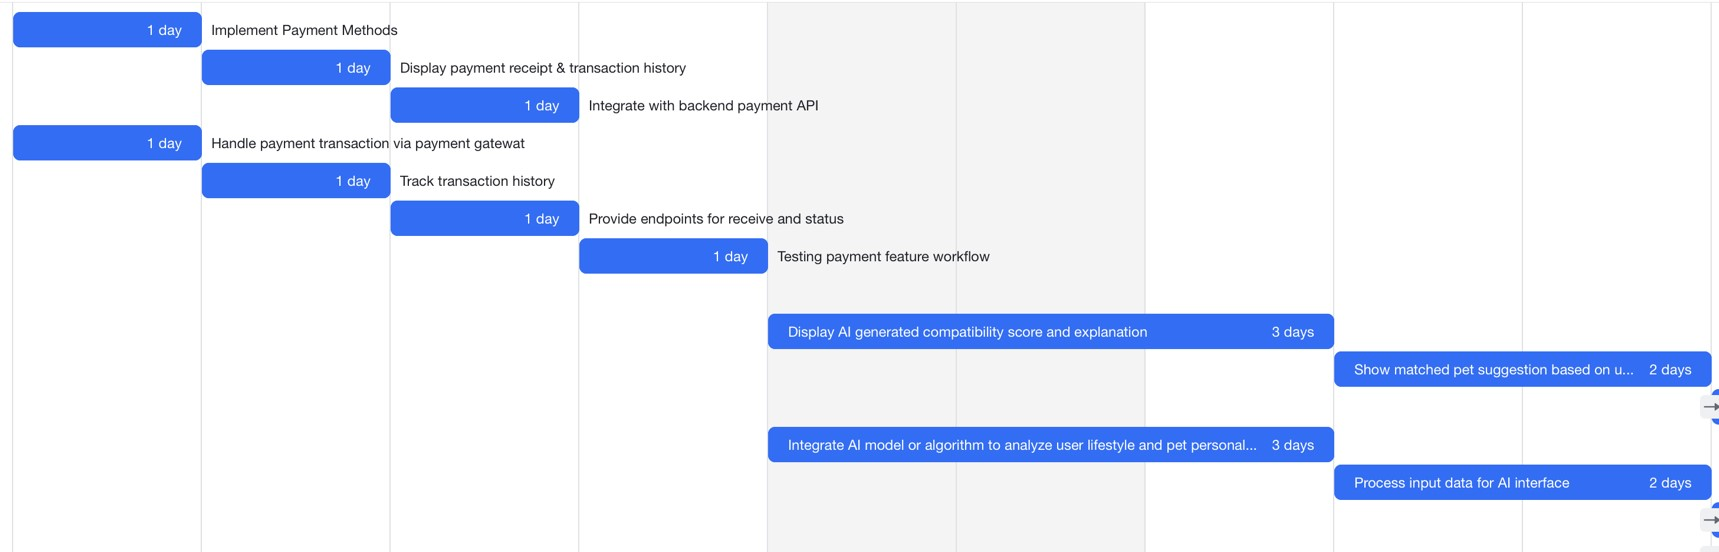 1 day Implement Payment Methods
1 day Display payment receipt & transaction history
1 day Integrate with backend payment API
1 day Handle payment transaction via payment gatewat
1 day Track transaction history
1 day Provide endpoints for receive and status
1 day Testing payment feature workflow
Display AI generated compatibility score and explanation 3 days
Show matched pet suggestion based on u... 2 days
Integrate AI model or algorithm to analyze user lifestyle and pet personal... 3 days
Process input data for AI interface 2 days